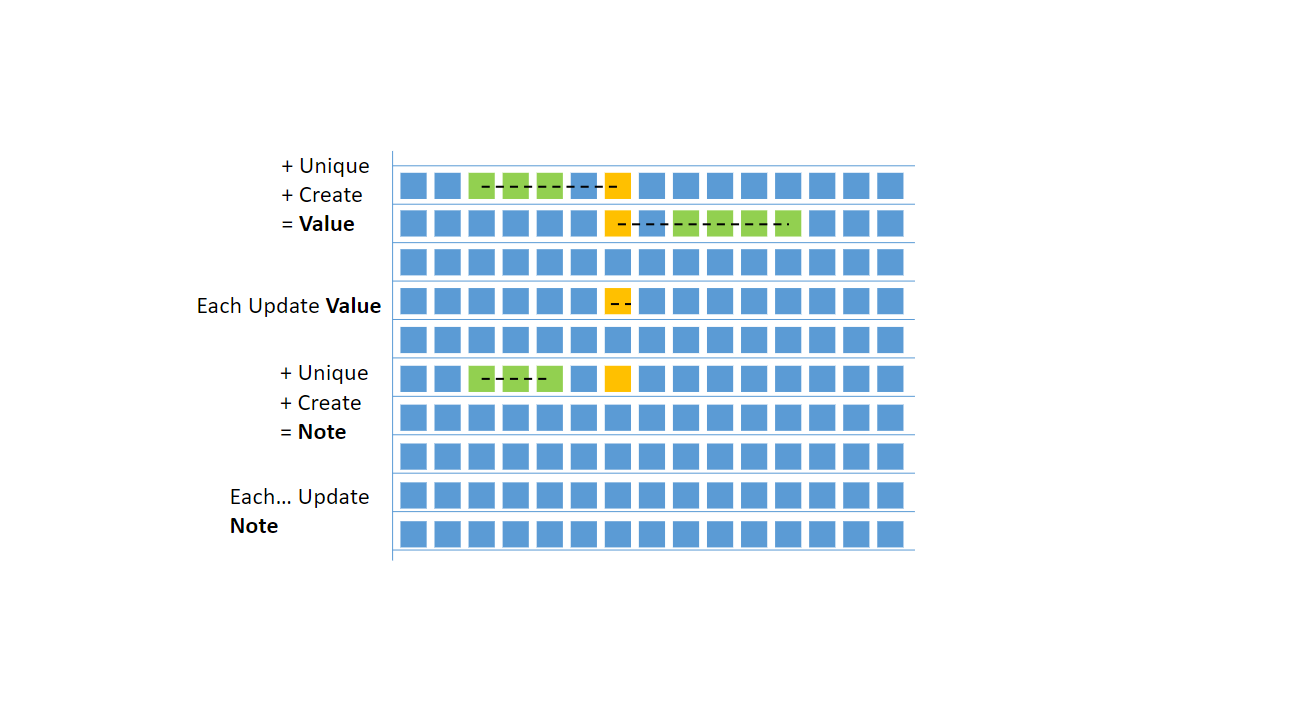 + Unique
+ Create
= Value
Each Update Value
+ Unique
+ Create
= Note
Each... Update
Note